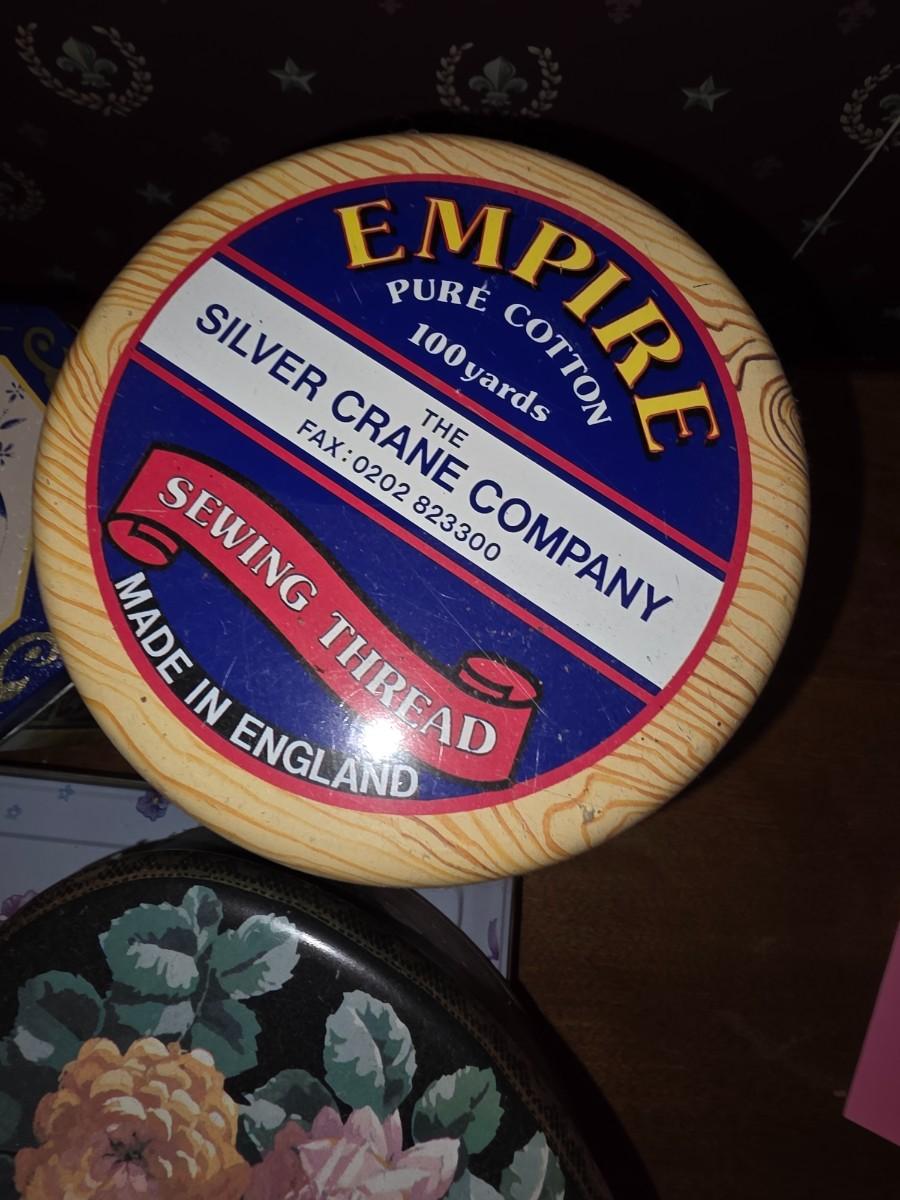 EMPIRE
PURE COTTON
100yards
THE
SILVER CRANE COMPANY
FAX: 0202 823300
SEWING THREAD
MADE IN ENGLAND